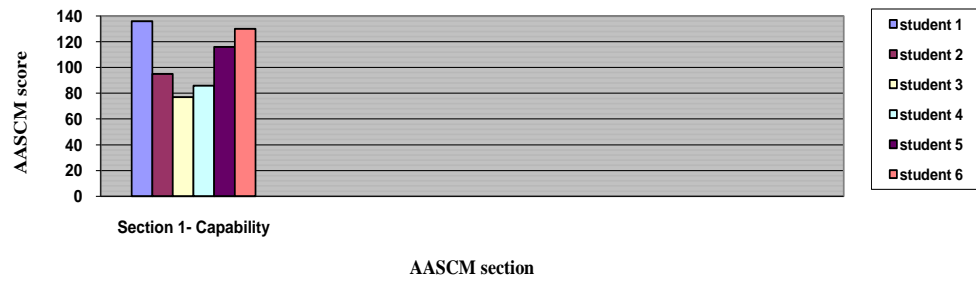 AASCM score
140
120
100
80
60
40
20
0
Section 1- Capability
AASCM section
student 1
student 2
student 3
student 4
student 5
student 6